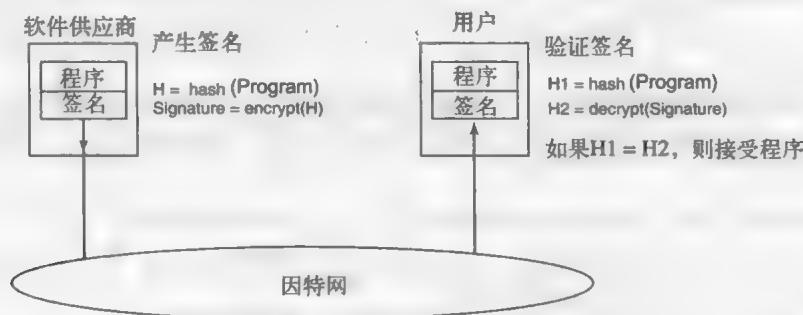 软件供应商
产生签名
程序
签名
H = hash (Program)
Signature = encrypt(H)
用户
验证签名
程序
签名
H1 = hash (Program)
H2 = decrypt(Signature)
如果H1 = H2，则接受程序
因特网